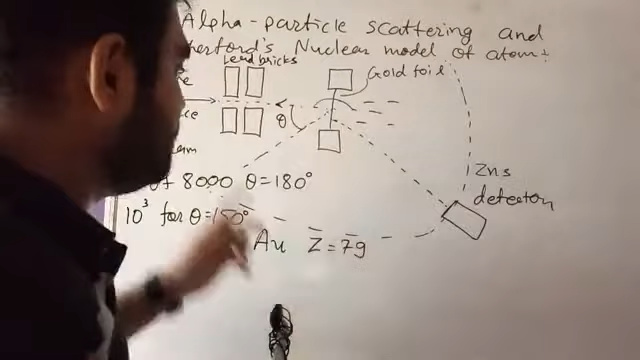 Alpha-particle scattering and
Nuclear model of atom:
Lead bricks
Gold foil
θ
ZnS
detector
8000 θ=180°
10³ for θ=150°
Au Z=79